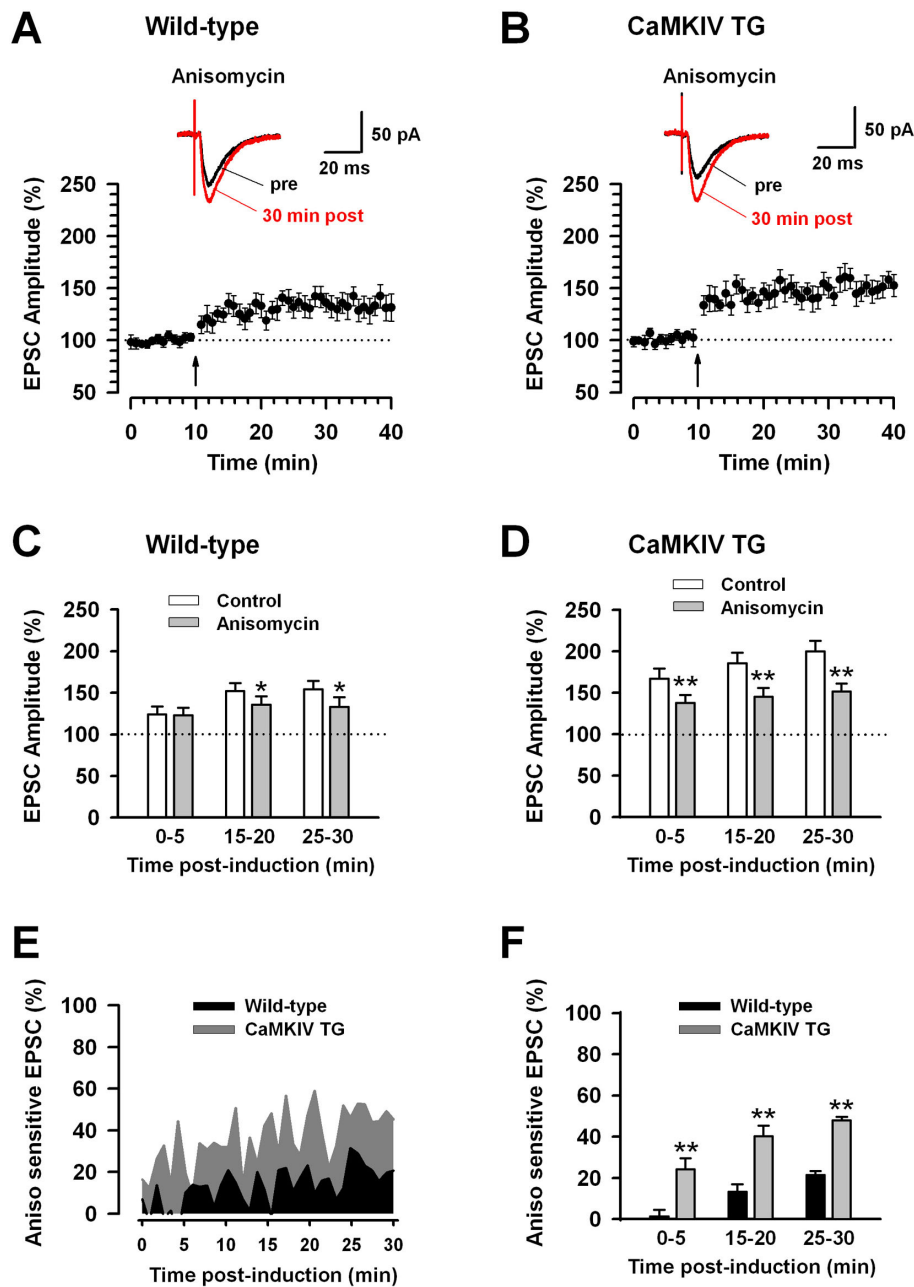 A
Wild-type
Anisomycin
50 pA
20 ms
pre
30 min post
250
200
150
100
50
EPSC Amplitude (%)
0
10
20
30
40
Time (min)
B
CaMKIV TG
Anisomycin
50 pA
20 ms
pre
30 min post
250
200
150
100
50
EPSC Amplitude (%)
0
10
20
30
40
Time (min)
C
Wild-type
Control
Anisomycin
250
200
150
100
50
0
EPSC Amplitude (%)
*
*
0-5
15-20
25-30
Time post-induction (min)
D
CaMKIV TG
Control
Anisomycin
250
200
150
100
50
0
EPSC Amplitude (%)
**
**
**
0-5
15-20
25-30
Time post-induction (min)
E
Wild-type
CaMKIV TG
100
80
60
40
20
0
Aniso sensitive EPSC (%)
0
5
10
15
20
25
30
Time post-induction (min)
F
Wild-type
CaMKIV TG
100
80
60
40
20
0
Aniso sensitive EPSC (%)
**
**
**
0-5
15-20
25-30
Time post-induction (min)